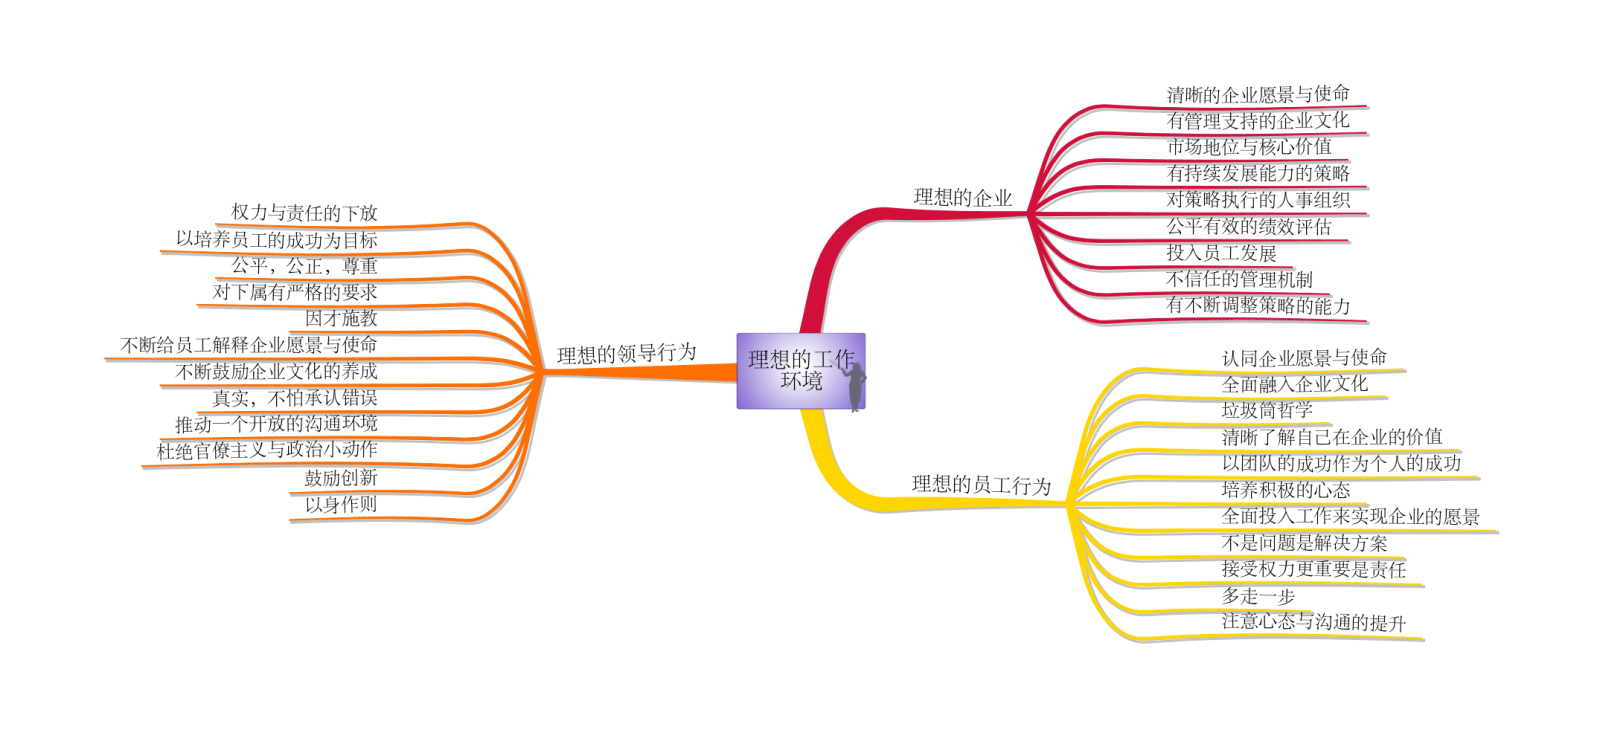 理想的工作
环境
理想的企业
清晰的企业愿景与使命
有管理支持的企业文化
市场地位与核心价值
有持续发展能力的策略
对策略执行的人事组织
公平有效的绩效评估
投入员工发展
不信任的管理机制
有不断调整策略的能力
理想的员工行为
认同企业愿景与使命
全面融入企业文化
垃圾筒哲学
清晰了解自己在企业的价值
以团队的成功作为个人的成功
培养积极的心态
全面投入工作来实现企业的愿景
不是问题是解决方案
接受权力更重要是责任
多走一步
注意心态与沟通的提升
理想的领导行为
权力与责任的下放
以培养员工的成功为目标
公平，公正，尊重
对下属有严格的要求
因才施教
不断给员工解释企业愿景与使命
不断鼓励企业文化的养成
真实，不怕承认错误
推动一个开放的沟通环境
杜绝官僚主义与政治小动作
鼓励创新
以身作则